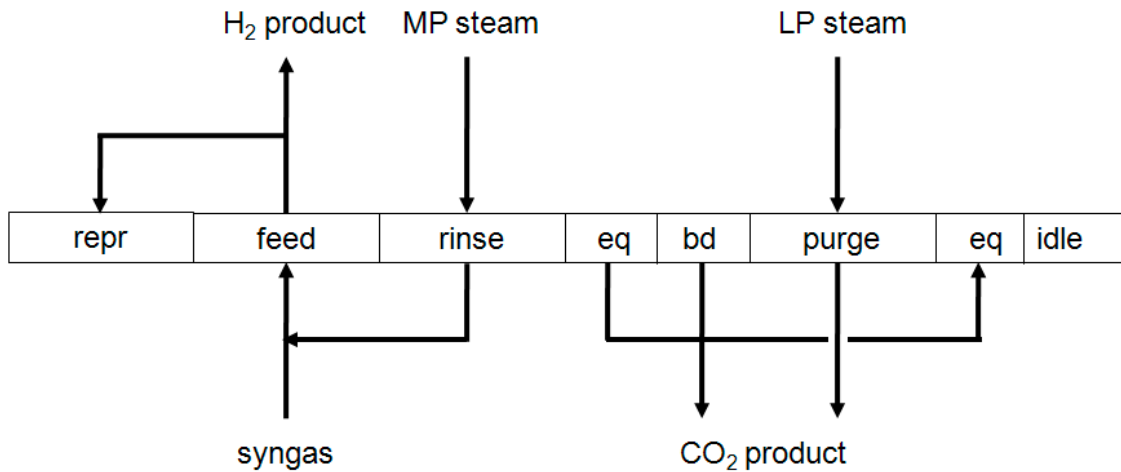 H₂ product MP steam LP steam
repr feed rinse eq bd purge eq idle
syngas CO₂ product